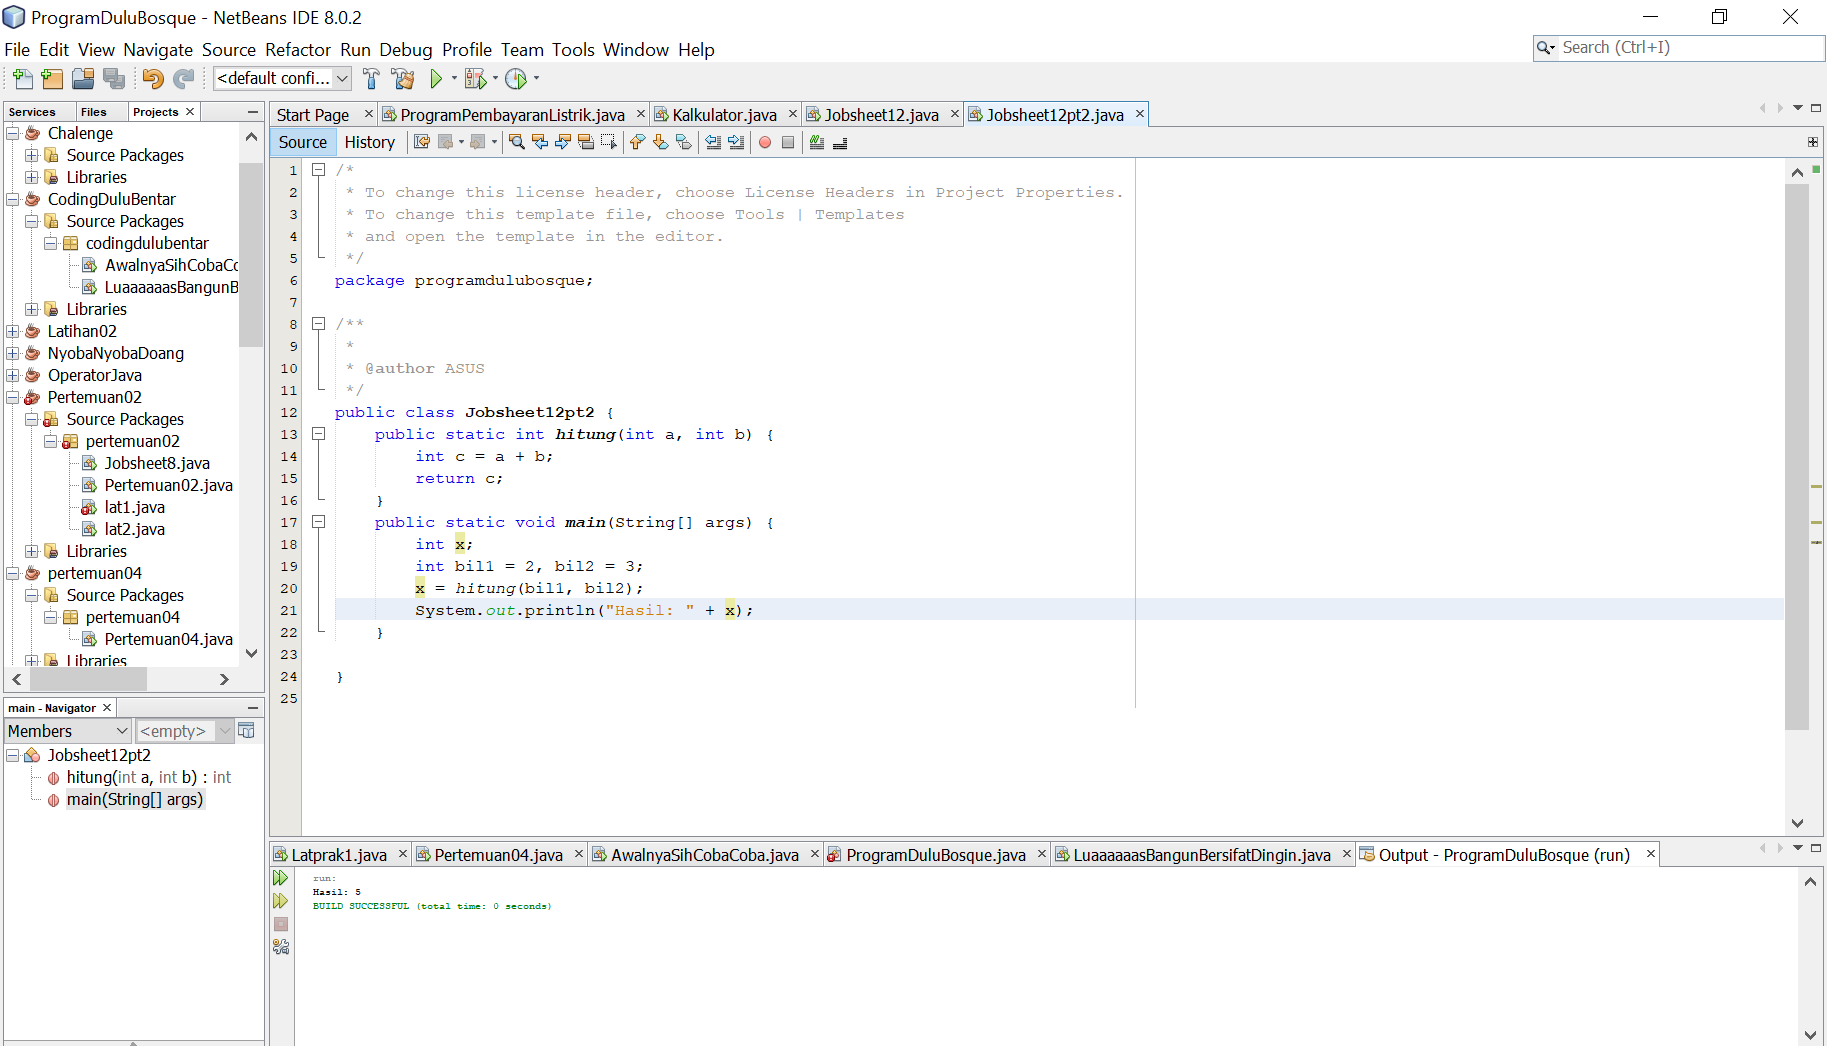 ProgramDuluBosque - NetBeans IDE 8.0.2
File Edit View Navigate Source Refactor Run Debug Profile Team Tools Window Help
Search (Ctrl+I)
<default confi...
Services Files Projects
Chalenge
Source Packages
Libraries
CodingDuluBentar
Source Packages
codingdulubentar
AwalnyaSihCobaCo
LuaaaaaasBangunB
Libraries
Latihan02
NyobaNyobaDoang
OperatorJava
Pertemuan02
Source Packages
pertemuan02
Jobsheet8.java
Pertemuan02.java
lat1.java
lat2.java
Libraries
pertemuan04
Source Packages
pertemuan04
Pertemuan04.java
Libraries
main - Navigator
Members <empty>
Jobsheet12pt2
hitung(int a, int b) : int
main(String[] args)
Start Page ProgramPembayaranListrik.java Kalkulator.java Jobsheet12.java Jobsheet12pt2.java
Source History
1 /*
2 * To change this license header, choose License Headers in Project Properties.
3 * To change this template file, choose Tools | Templates
4 * and open the template in the editor.
5 */
6 package programdulubosque;
7
8 /**
9 *
10 * @author ASUS
11 */
12 public class Jobsheet12pt2 {
13 public static int hitung(int a, int b) {
14 int c = a + b;
15 return c;
16 }
17 public static void main(String[] args) {
18 int x;
19 int bil1 = 2, bil2 = 3;
20 x = hitung(bil1, bil2);
21 System.out.println("Hasil: " + x);
22 }
23
24 }
25
Latprak1.java Pertemuan04.java AwalnyaSihCobaCoba.java ProgramDuluBosque.java LuaaaaaasBangunBersifatDingin.java Output - ProgramDuluBosque (run)
run:
Hasil: 5
BUILD SUCCESSFUL (total time: 0 seconds)